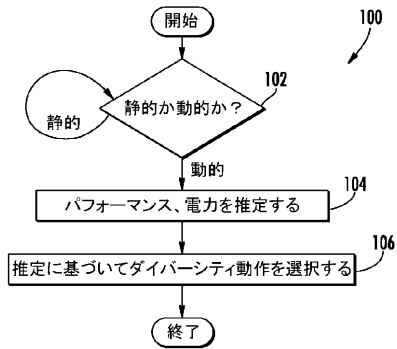 開始
100
静的か動的か?
102
静的
動的
パフォーマンス、電力を推定する
104
推定に基づいてダイバーシティ動作を選択する
106
終了